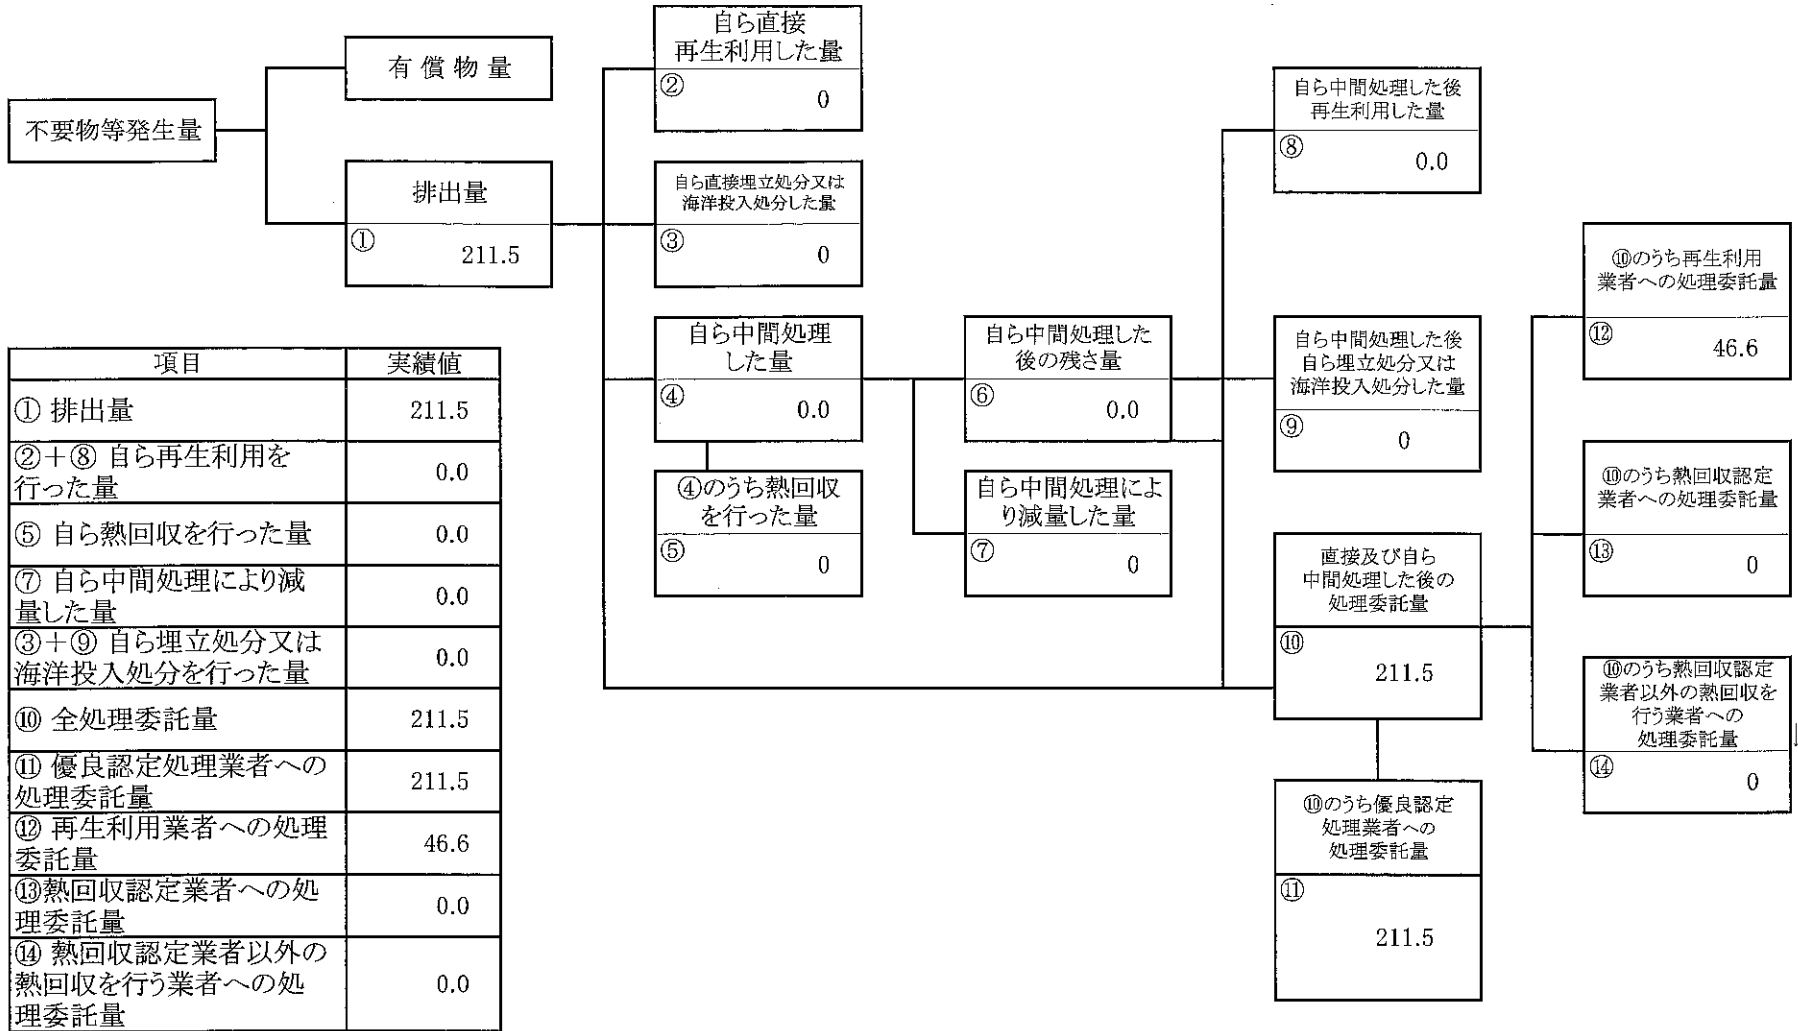 不要物等発生量
有償物量
排出量
① 211.5
自ら直接
再生利用した量
② 0
自ら直接埋立処分又は
海洋投入処分した量
③ 0
自ら中間処理
した量
④ 0.0
④のうち熱回収
を行った量
⑤ 0
自ら中間処理した
後の残さ量
⑥ 0.0
自ら中間処理によ
り減量した量
⑦ 0
自ら中間処理した後
再生利用した量
⑧ 0.0
自ら中間処理した後
自ら埋立処分又は
海洋投入処分した量
⑨ 0
直接及び自ら
中間処理した後の
処理委託量
⑩ 211.5
⑩のうち優良認定
処理業者への
処理委託量
⑪ 211.5
⑩のうち再生利用
業者への処理委託量
⑫ 46.6
⑩のうち熱回収認定
業者への処理委託量
⑬ 0
⑩のうち熱回収認定
業者以外の熱回収を
行う業者への
処理委託量
⑭ 0
項目 実績値
① 排出量 211.5
②+⑧ 自ら再生利用を
行った量 0.0
⑤ 自ら熱回収を行った量 0.0
⑦ 自ら中間処理により減
量した量 0.0
③+⑨ 自ら埋立処分又は
海洋投入処分を行った量 0.0
⑩ 全処理委託量 211.5
⑪ 優良認定処理業者への
処理委託量 211.5
⑫ 再生利用業者への処理
委託量 46.6
⑬熱回収認定業者への処
理委託量 0.0
⑭ 熱回収認定業者以外の
熱回収を行う業者への処
理委託量 0.0